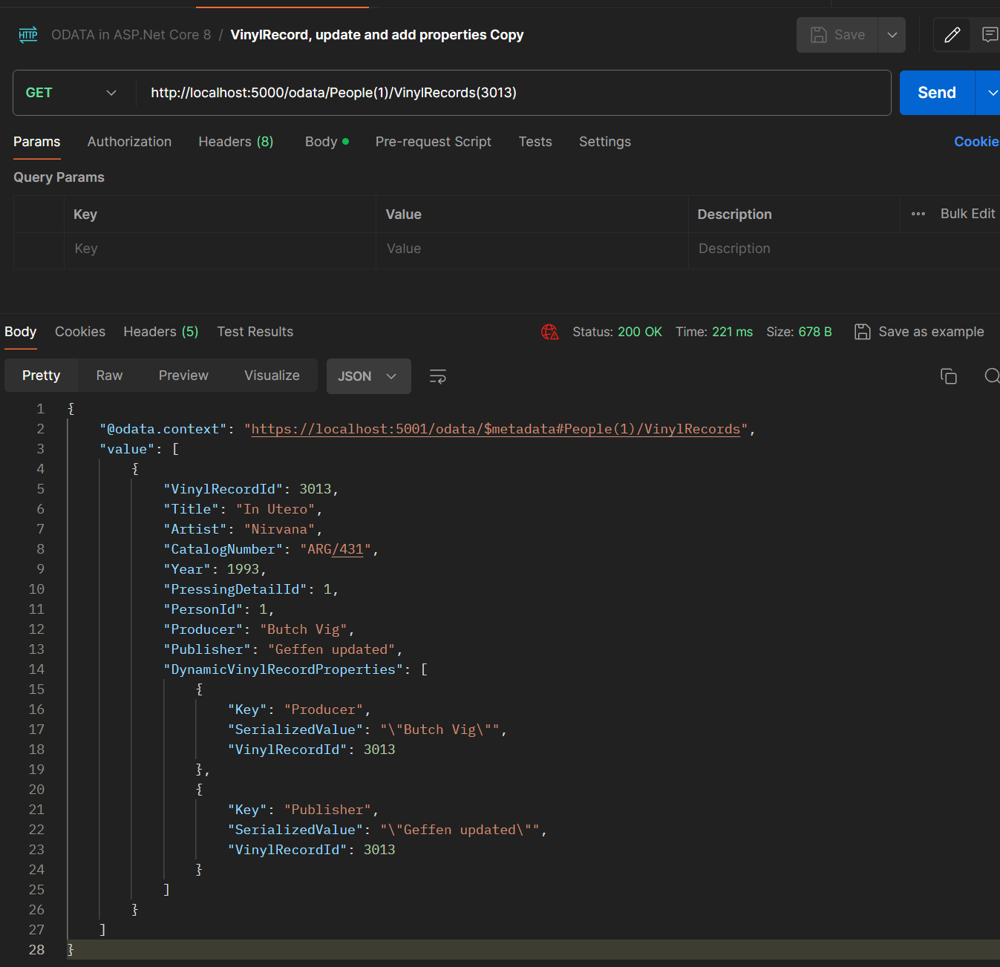 HTTP ODATA in ASP.Net Core 8 / VinylRecord, update and add properties Copy Save
GET http://localhost:5000/odata/People(1)/VinylRecords(3013) Send
Params Authorization Headers (8) Body Pre-request Script Tests Settings Cookie
Query Params
Key Value Description Bulk Edit
Key Value Description
Body Cookies Headers (5) Test Results Status: 200 OK Time: 221 ms Size: 678 B Save as example
Pretty Raw Preview Visualize JSON
1 {
2 "@odata.context": "https://localhost:5001/odata/$metadata#People(1)/VinylRecords",
3 "value": [
4 {
5 "VinylRecordId": 3013,
6 "Title": "In Utero",
7 "Artist": "Nirvana",
8 "CatalogNumber": "ARG/431",
9 "Year": 1993,
10 "PressingDetailId": 1,
11 "PersonId": 1,
12 "Producer": "Butch Vig",
13 "Publisher": "Geffen updated",
14 "DynamicVinylRecordProperties": [
15 {
16 "Key": "Producer",
17 "SerializedValue": "\"Butch Vig\"",
18 "VinylRecordId": 3013
19 },
20 {
21 "Key": "Publisher",
22 "SerializedValue": "\"Geffen updated\"",
23 "VinylRecordId": 3013
24 }
25 ]
26 }
27 ]
28 }